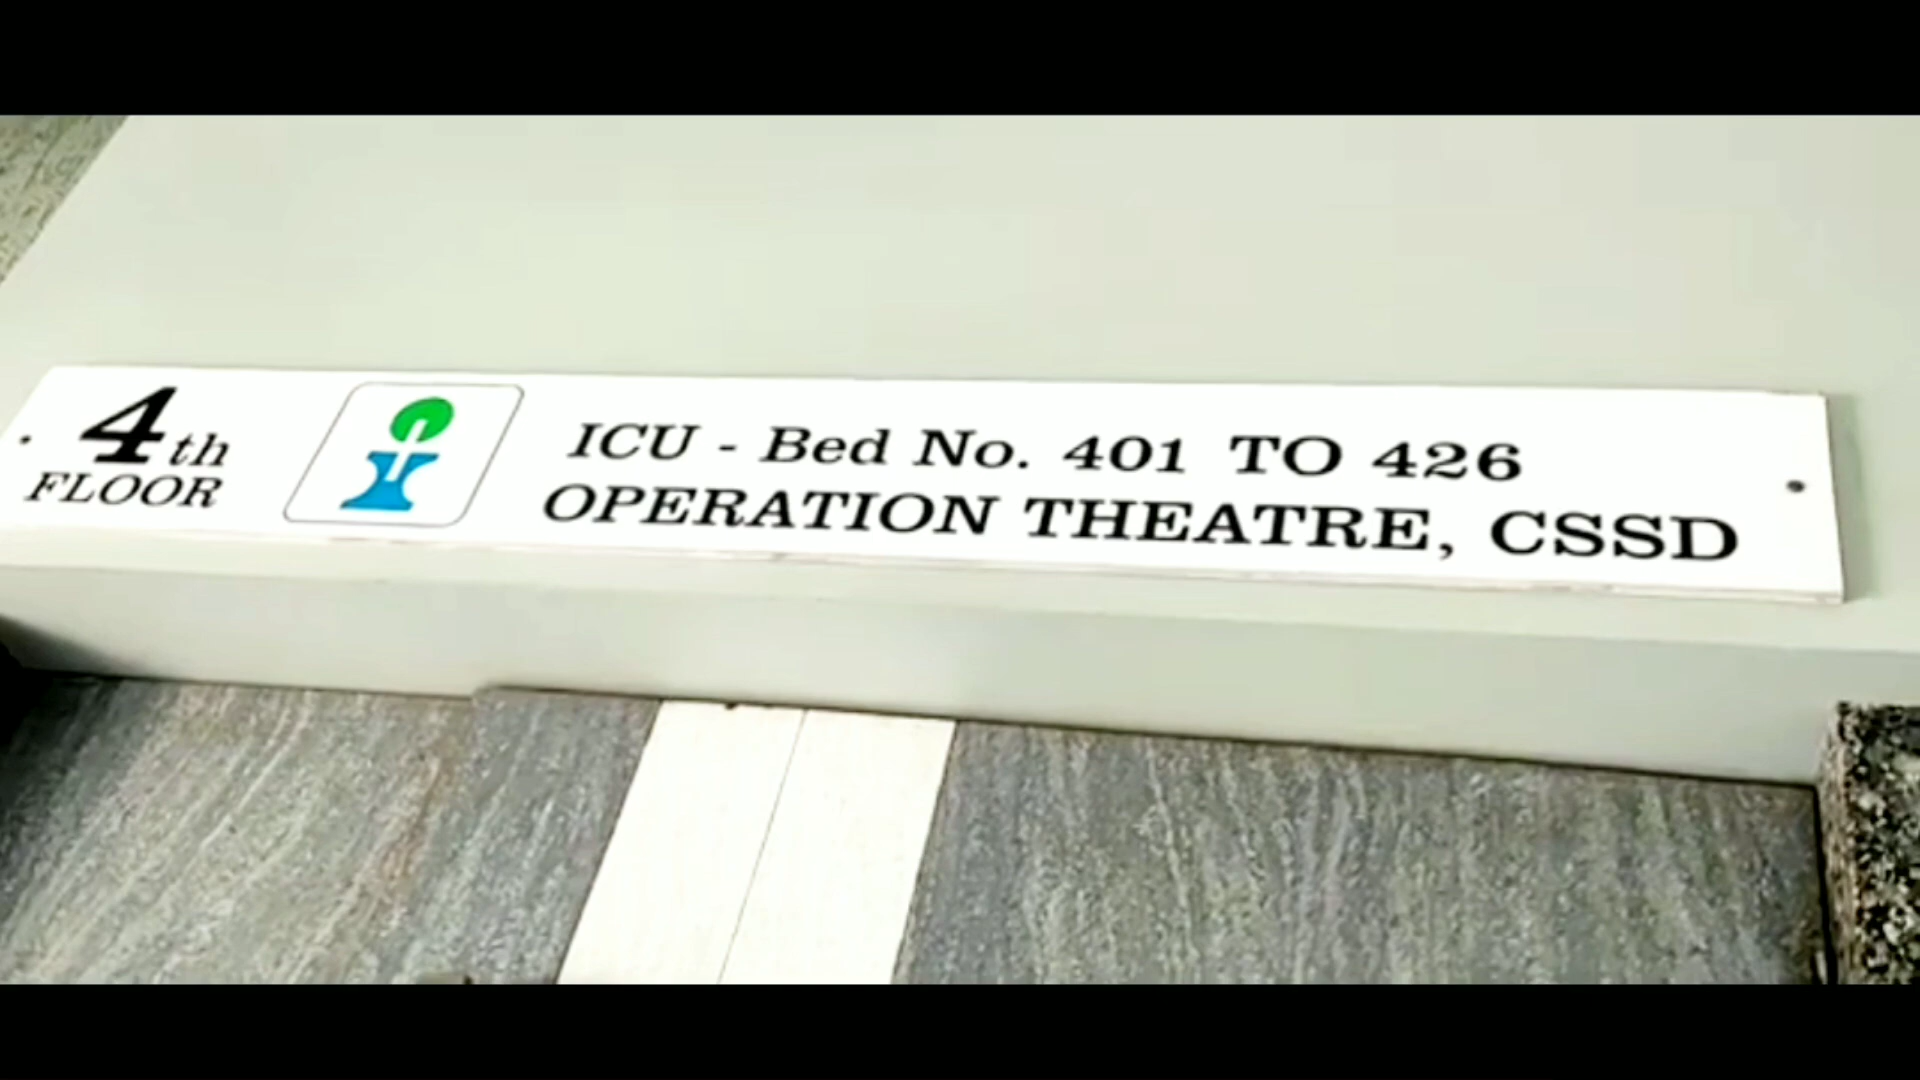 4th
FLOOR
ICU - Bed No. 401 TO 426
OPERATION THEATRE, CSSD